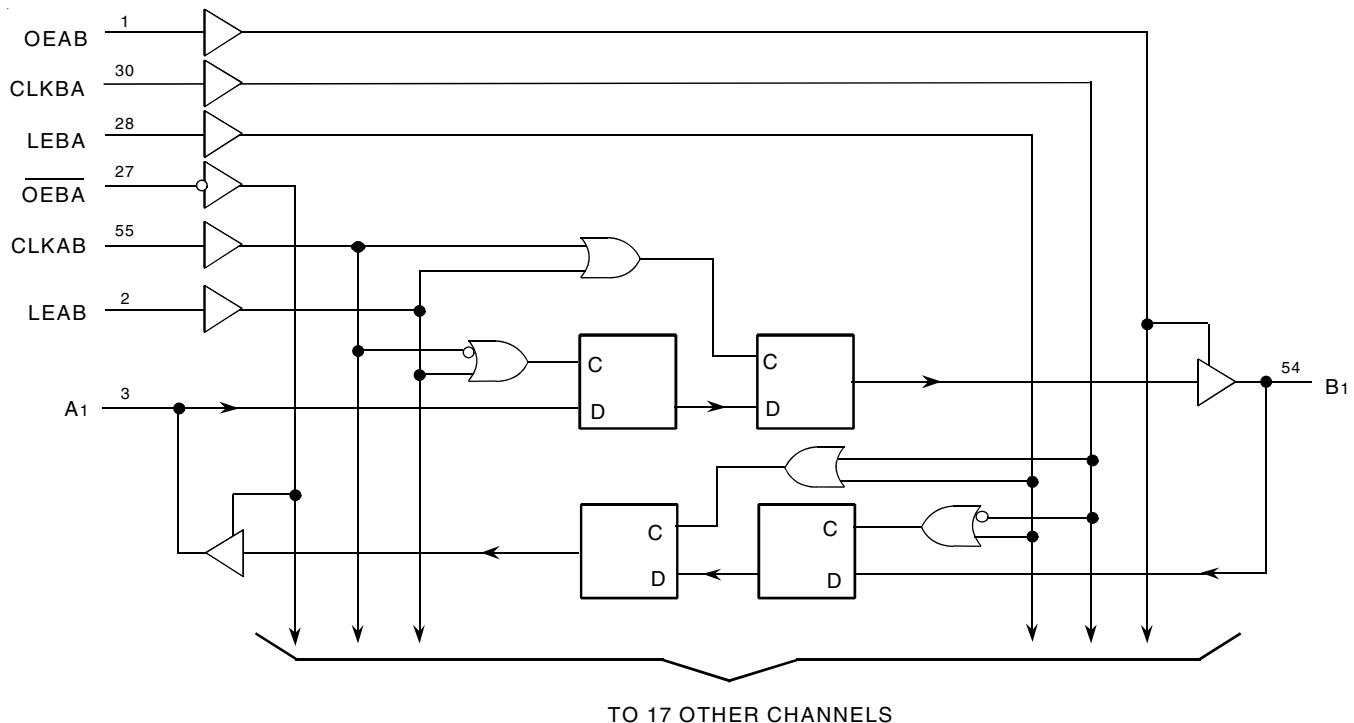 OEAB 1
CLKBA 30
LEBA 28
OEBA 27
CLKAB 55
LEAB 2
C
D
C
D
A1 3
54 B1
C
D
C
D
TO 17 OTHER CHANNELS